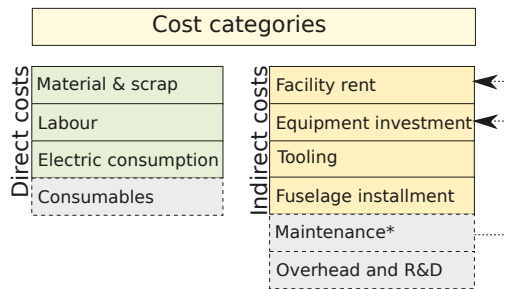 Cost categories
Direct costs
Material & scrap
Labour
Electric consumption
Consumables
Indirect costs
Facility rent
Equipment investment
Tooling
Fuselage installment
Maintenance*
Overhead and R&D